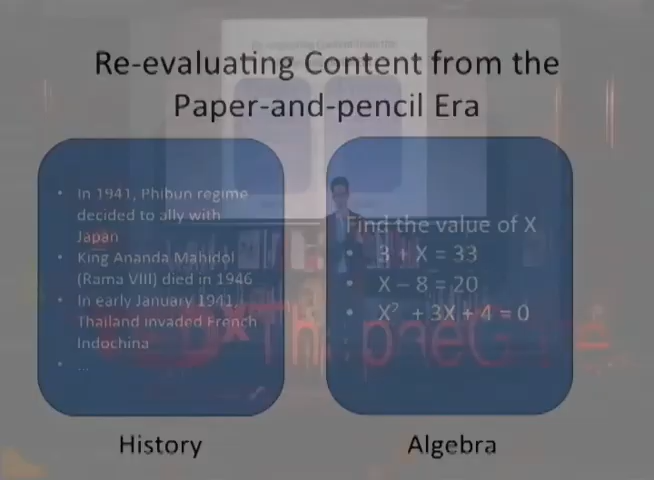 Re-evaluating Content from the
Paper-and-pencil Era
• In 1941, Phibun regime
decided to ally with
Japan
• King Ananda Mahidol
(Rama VIII) died in 1946
• In early January 1941,
Thailand invaded French
Indochina
• ...
Find the value of X
• 3 + X = 33
• X – 8 = 20
• X² + 3X + 4 = 0
History
Algebra